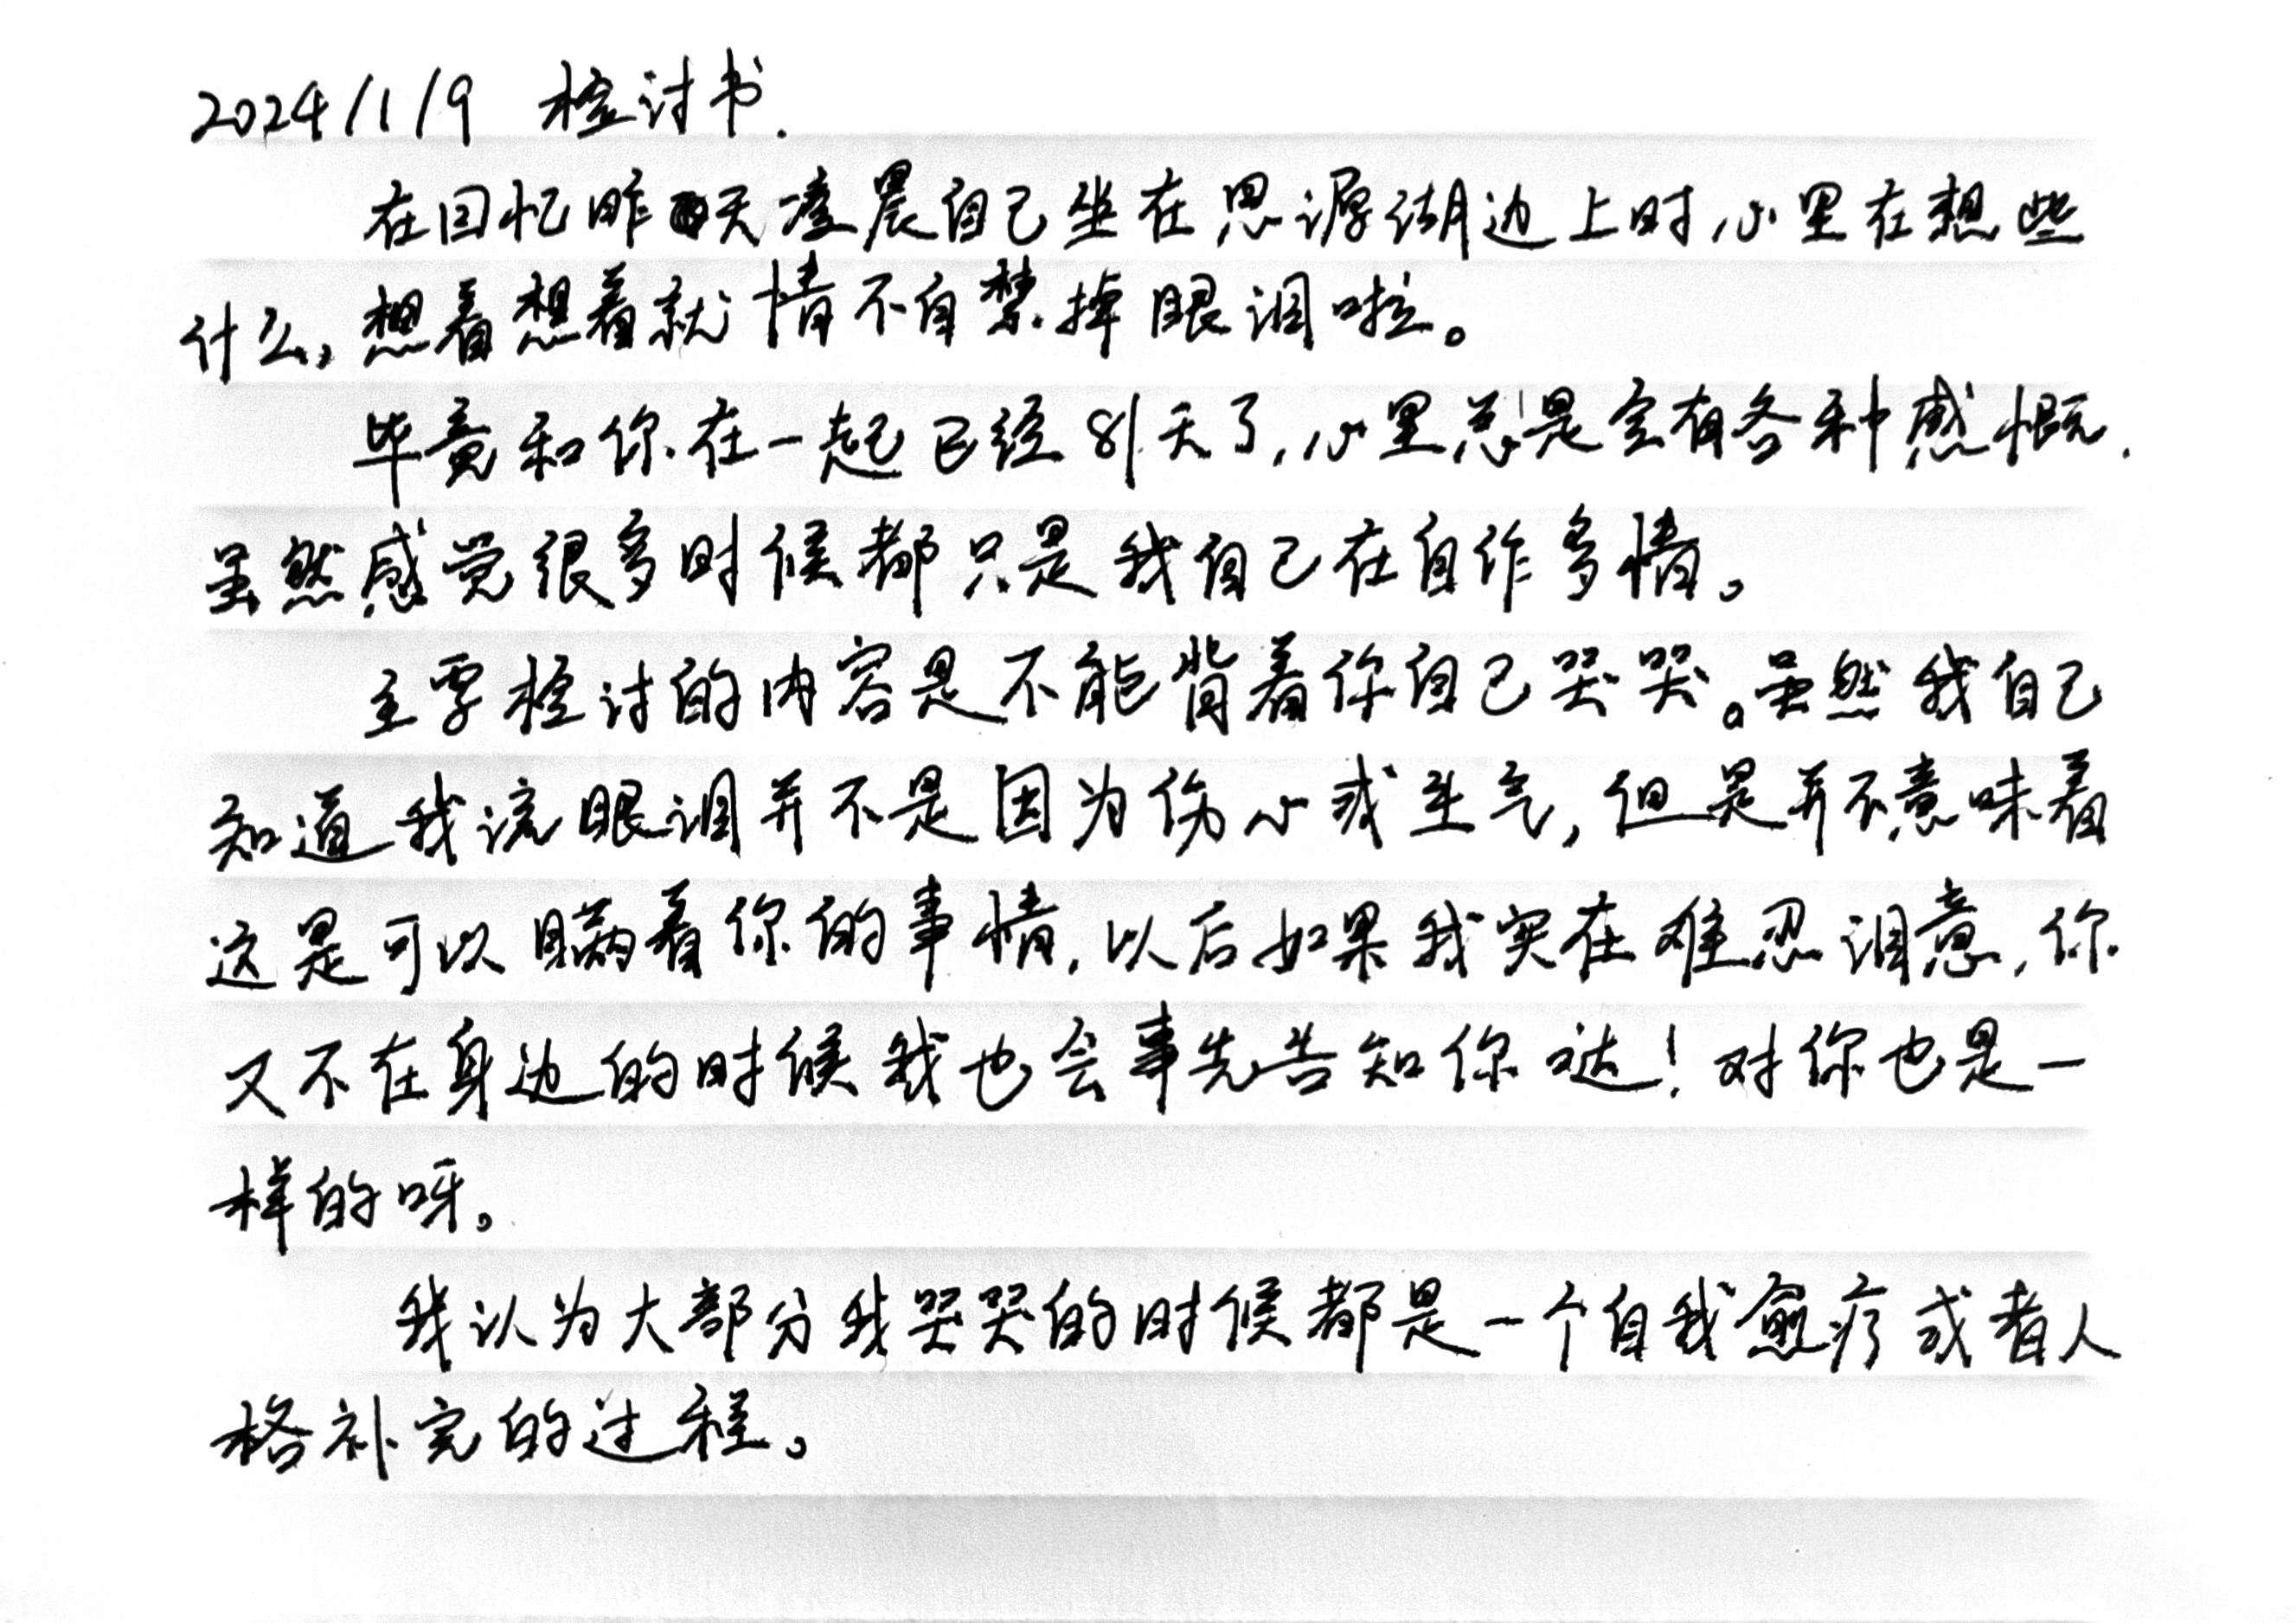 2024/1/9 检讨书.
在回忆昨天凌晨自己坐在思源湖边上时,心里在想些
什么,想着想着就情不自禁掉眼泪啦。
毕竟和你在一起已经81天了,心里总是会有各种感慨.
虽然感觉很多时候都只是我自己在自作多情。
主要检讨的内容是不能背着你自己哭哭。虽然我自己
知道我流眼泪并不是因为伤心或生气,但是并不意味着
这是可以瞒着你的事情,以后如果我实在难忍泪意,你
又不在身边的时候我也会事先告知你哒!对你也是一
样的呀。
我认为大部分我哭哭的时候都是一个自我愈疗或者人
格补完的过程。